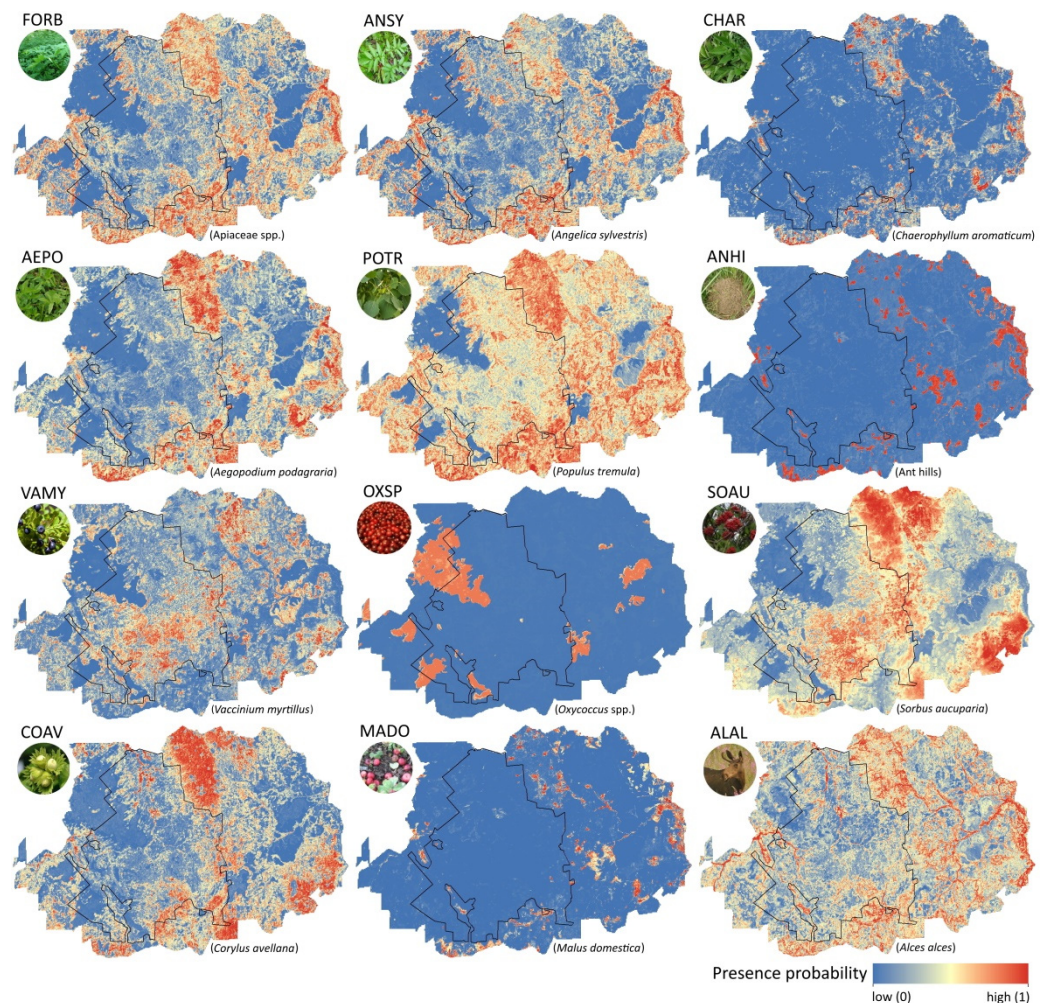 FORB
ANSY
CHAR
(Apiaceae spp.)
(Angelica sylvestris)
(Chaerophyllum aromaticum)
AEPO
POTR
ANHI
(Aegopodium podagraria)
(Populus tremula)
(Ant hills)
VAMY
OXSP
SOAU
(Vaccinium myrtillus)
(Oxycoccus spp.)
(Sorbus aucuparia)
COAV
MADO
ALAL
(Corylus avellana)
(Malus domestica)
(Alces alces)
Presence probability
low (0) high (1)